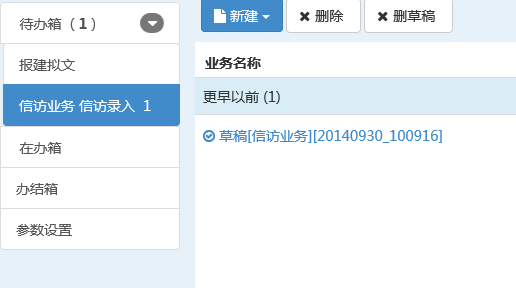 待办箱（1）
报建拟文
信访业务 信访录入 1
在办箱
办结箱
参数设置
新建 删除 删草稿
业务名称
更早以前 (1)
草稿[信访业务][20140930_100916]